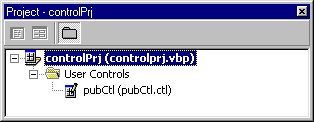 Project - controlPrj
controlPrj (controlprj.vbp)
User Controls
pubCtl (pubCtl.ctl)